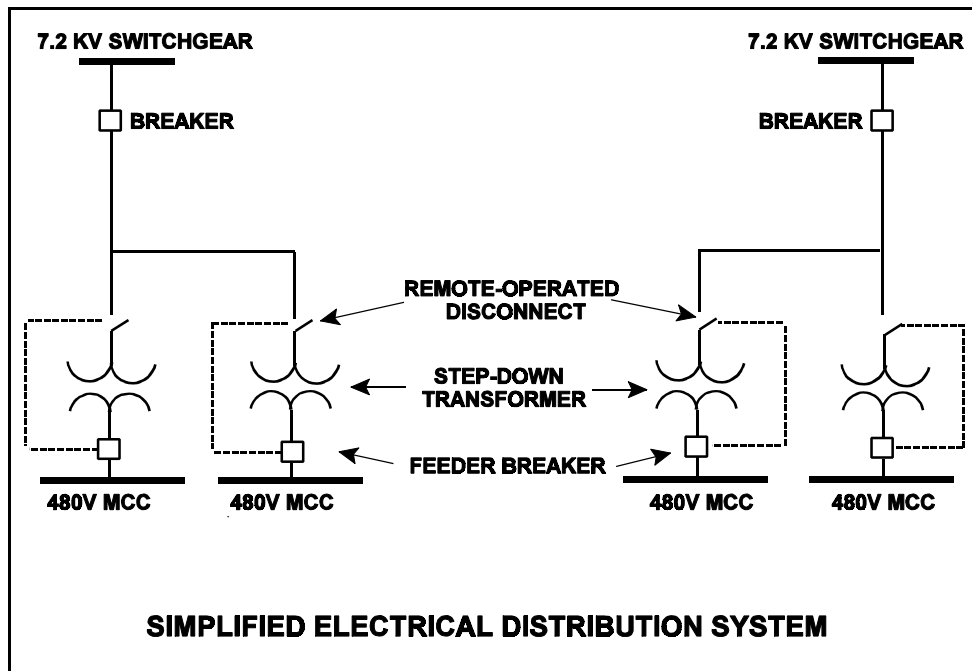 7.2 KV SWITCHGEAR
7.2 KV SWITCHGEAR
BREAKER
BREAKER
REMOTE-OPERATED
DISCONNECT
STEP-DOWN
TRANSFORMER
FEEDER BREAKER
480V MCC
480V MCC
480V MCC
480V MCC
SIMPLIFIED ELECTRICAL DISTRIBUTION SYSTEM